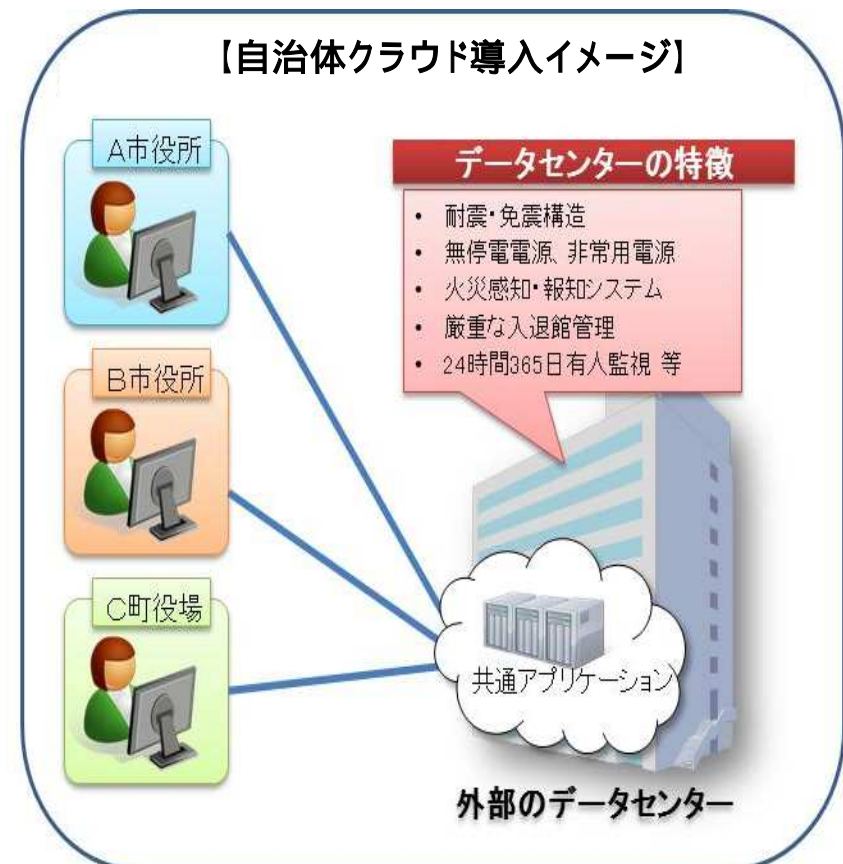 【自治体クラウド導入イメージ】
A市役所
B市役所
C町役場
データセンターの特徴
• 耐震・免震構造
• 無停電電源、非常用電源
• 火災感知・報知システム
• 厳重な入退館管理
• 24時間365日有人監視 等
共通アプリケーション
外部のデータセンター